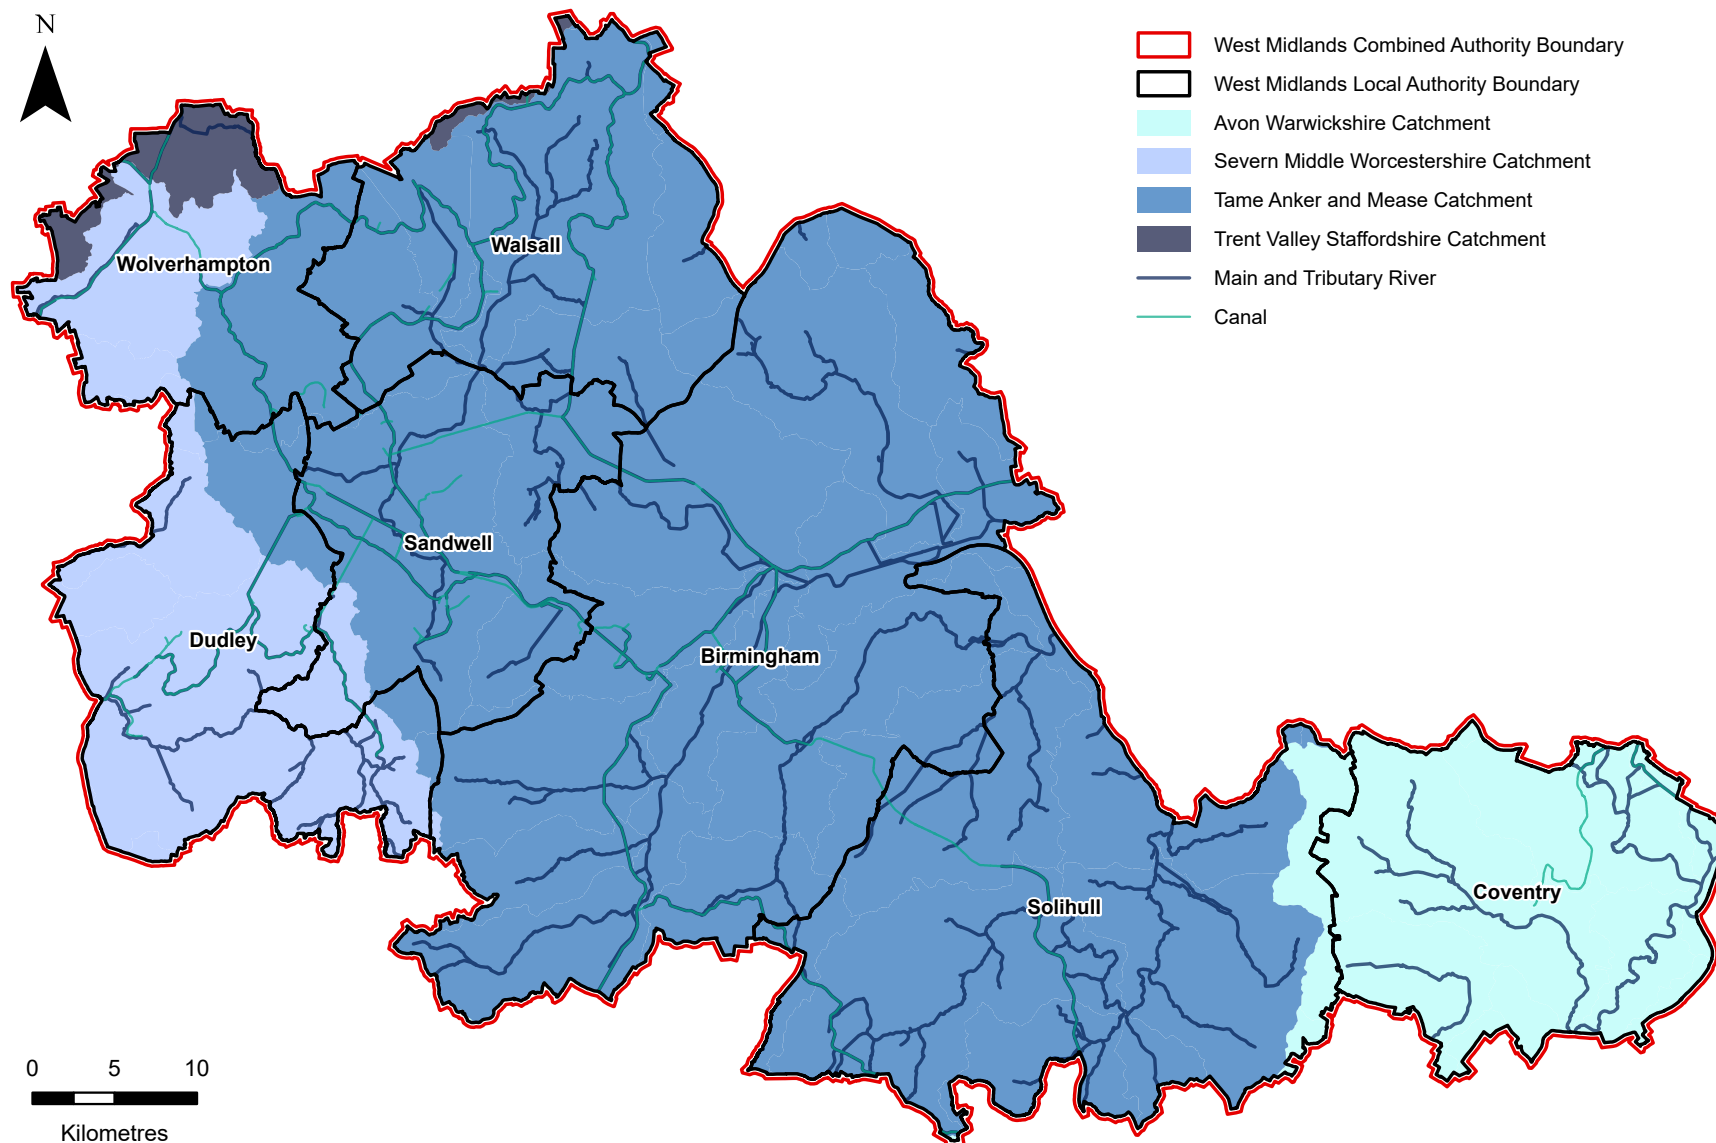 N
West Midlands Combined Authority Boundary
West Midlands Local Authority Boundary
Avon Warwickshire Catchment
Severn Middle Worcestershire Catchment
Tame Anker and Mease Catchment
Trent Valley Staffordshire Catchment
Main and Tributary River
Canal
Walsall
Wolverhampton
Sandwell
Dudley
Birmingham
Coventry
Solihull
0 5 10
Kilometres